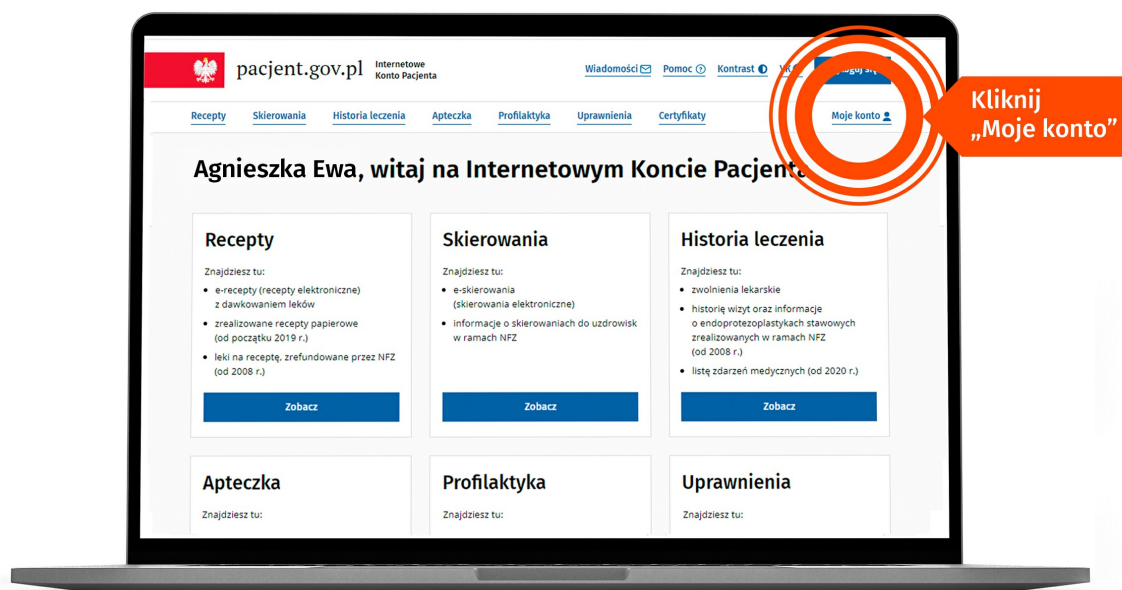 pacjent.gov.pl
Internetowe
Konto Pacjenta
Wiadomości
Pomoc
Kontrast
Recepty
Skierowania
Historia leczenia
Apteczka
Profilaktyka
Uprawnienia
Certyfikaty
Moje konto
Kliknij
„Moje konto”
Agnieszka Ewa, witaj na Internetowym Koncie Pacjenta
Recepty
Znajdziesz tu:
• e-recepty (recepty elektroniczne)
z dawkowaniem leków
• zrealizowane recepty papierowe
(od początku 2019 r.)
• leki na receptę, zrefundowane przez NFZ
(od 2008 r.)
Zobacz
Skierowania
Znajdziesz tu:
• e-skierowania
(skierowania elektroniczne)
• informacje o skierowaniach do uzdrowisk
w ramach NFZ
Zobacz
Historia leczenia
Znajdziesz tu:
• zwolnienia lekarskie
• historię wizyt oraz informacje
o endoprotezoplastykach stawowych
zrealizowanych w ramach NFZ
(od 2008 r.)
• listę zdarzeń medycznych (od 2020 r.)
Zobacz
Apteczka
Znajdziesz tu:
Profilaktyka
Znajdziesz tu:
Uprawnienia
Znajdziesz tu: